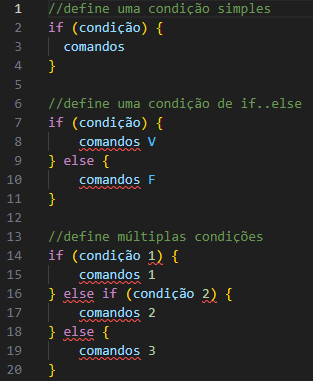 1 //define uma condição simples
2 if (condição) {
3   comandos
4 }
5
6 //define uma condição de if..else
7 if (condição) {
8     comandos V
9 } else {
10     comandos F
11 }
12
13 //define múltiplas condições
14 if (condição 1) {
15     comandos 1
16 } else if (condição 2) {
17     comandos 2
18 } else {
19     comandos 3
20 }